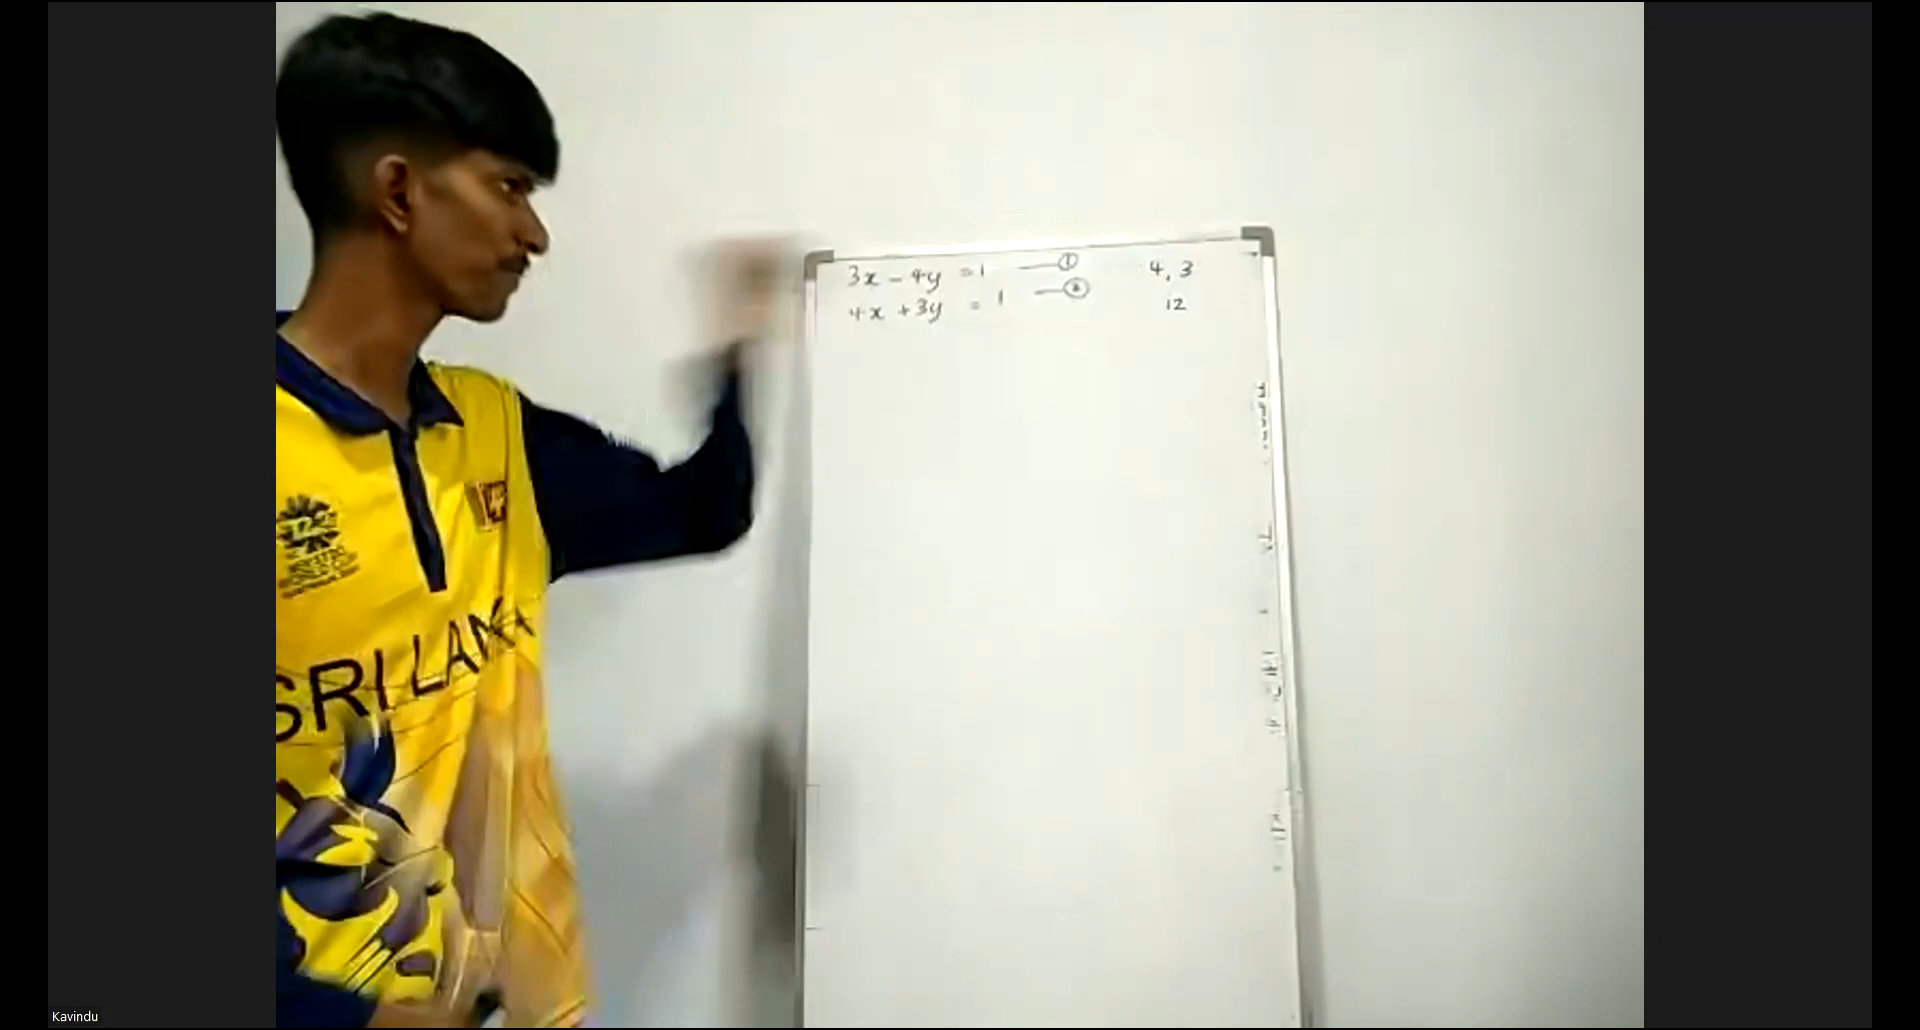 3x - 4y = 1 ①
4x + 3y = 1 ②
4, 3
12
SRI LANKA
Kavindu